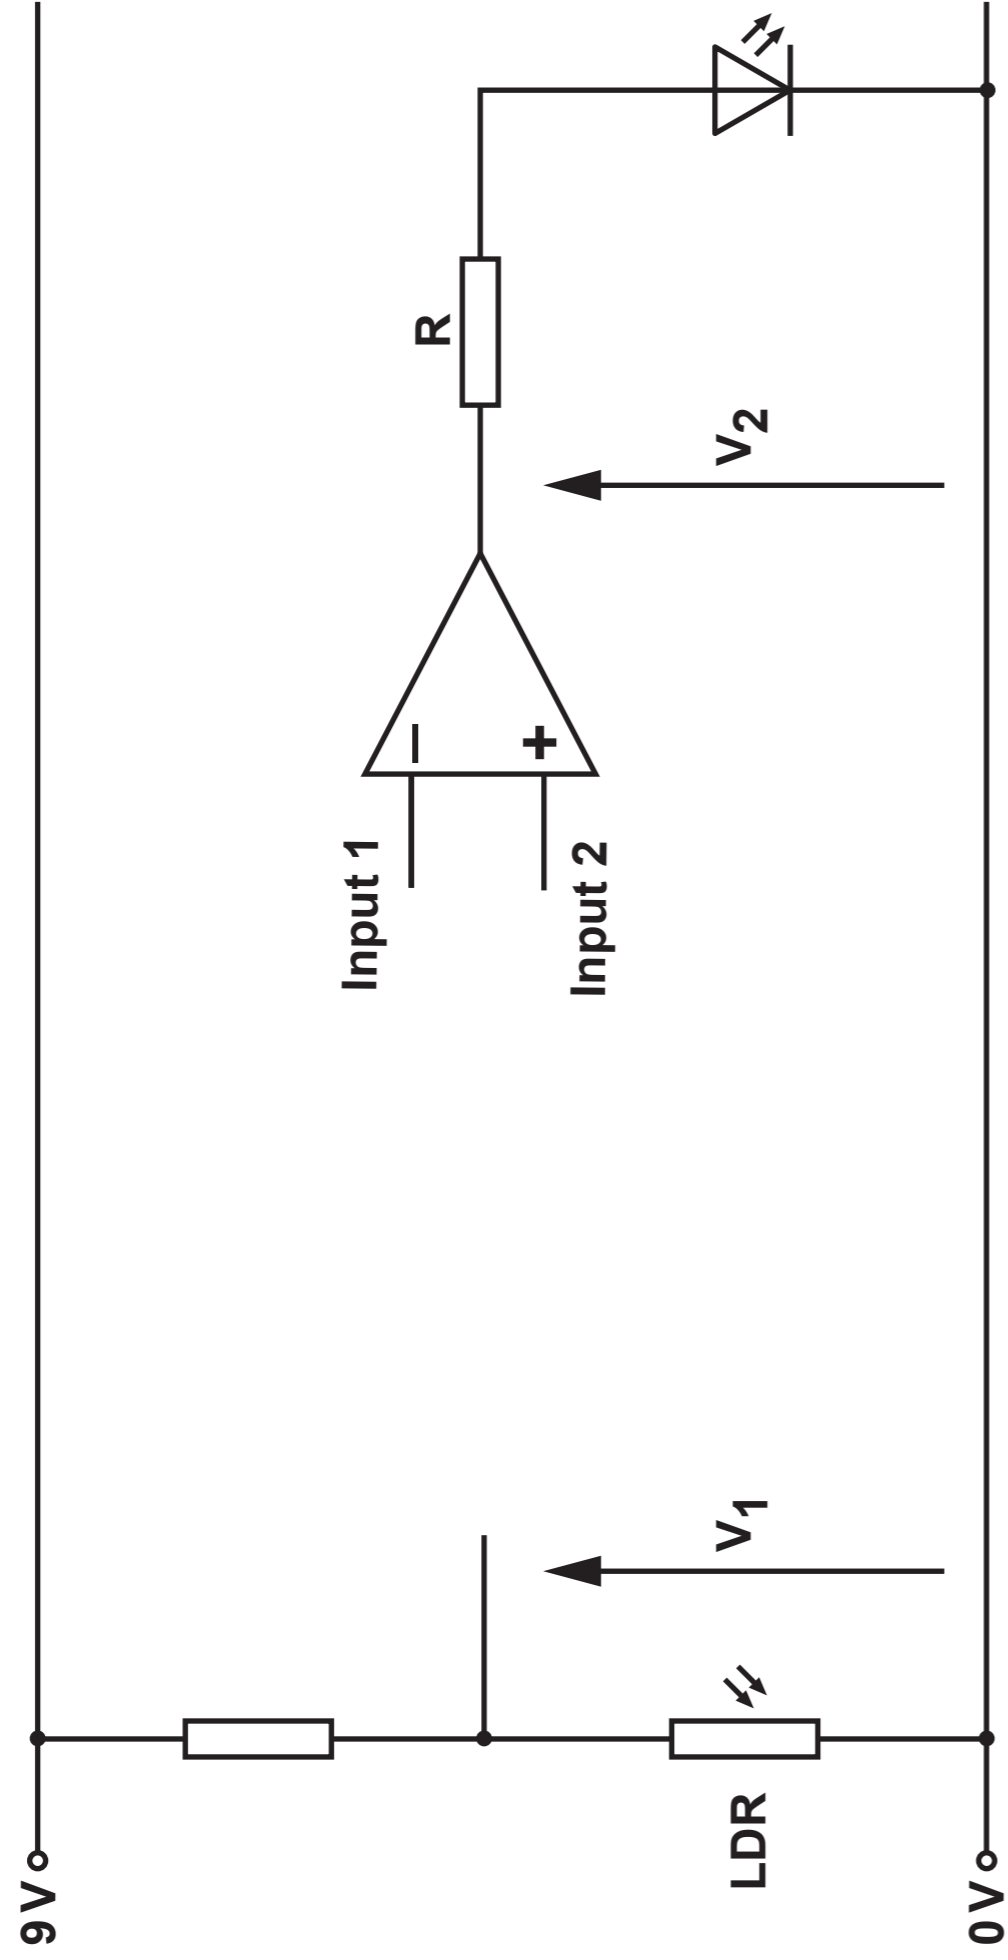 9 V
LDR
V1
Input 1
–
Input 2
+
R
V2
0 V